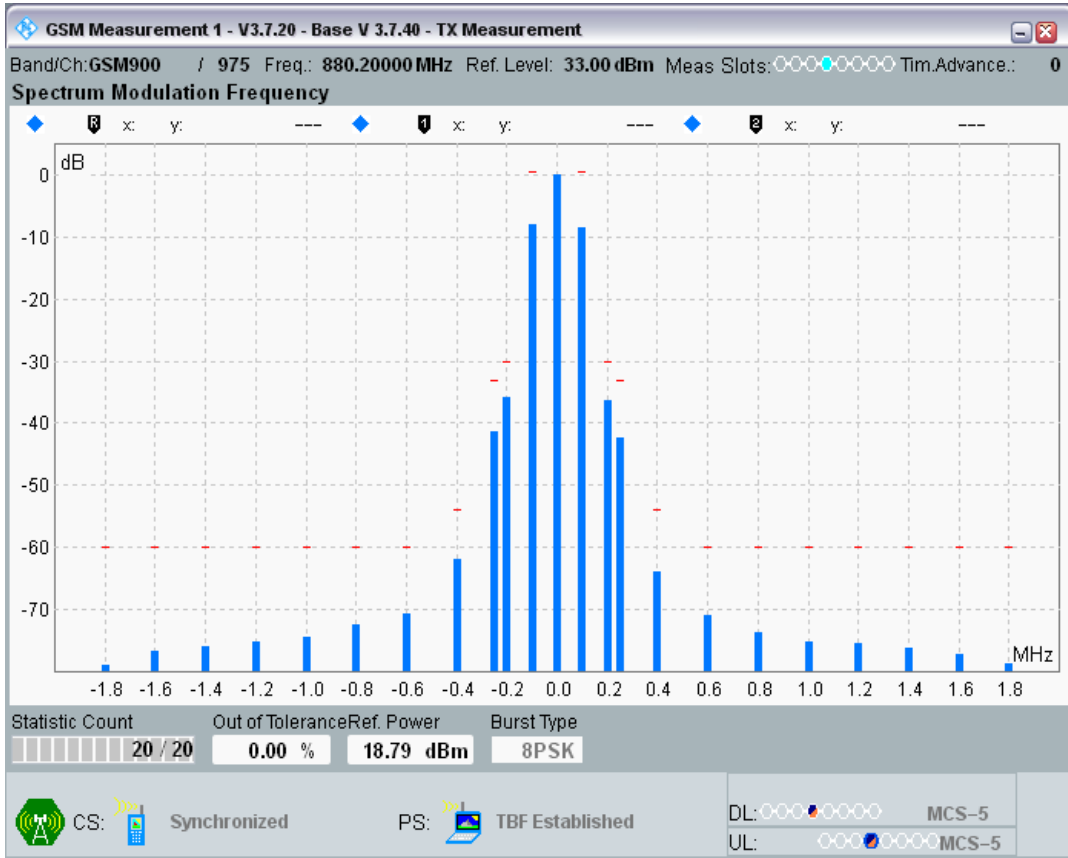 GSM Measurement 1 - V3.7.20 - Base V 3.7.40 - TX Measurement
Band/Ch:GSM900 / 975 Freq.: 880.20000 MHz Ref. Level: 33.00 dBm Meas Slots: Tim.Advance.: 0
Spectrum Modulation Frequency
R x: y: --- 1 x: y: --- 2 x: y: ---
dB
0
-10
-20
-30
-40
-50
-60
-70
MHz
-1.8 -1.6 -1.4 -1.2 -1.0 -0.8 -0.6 -0.4 -0.2 0.0 0.2 0.4 0.6 0.8 1.0 1.2 1.4 1.6 1.8
Statistic Count Out of Tolerance Ref. Power Burst Type
20 / 20 0.00 % 18.79 dBm 8PSK
CS: Synchronized PS: TBF Established
DL: MCS-5
UL: MCS-5